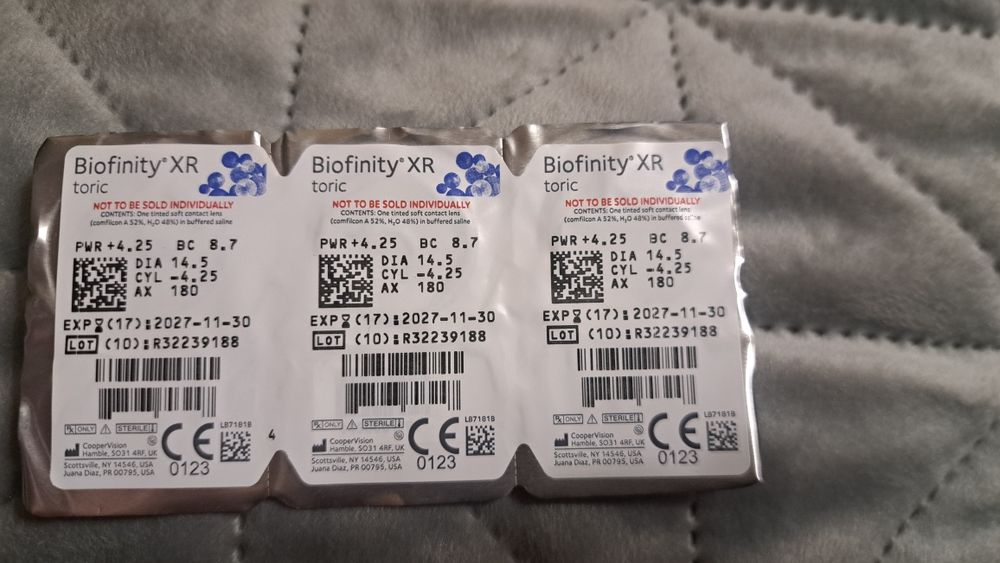 Biofinity® XR
toric
NOT TO BE SOLD INDIVIDUALLY
CONTENTS: One tinted soft contact lens
(comfilcon A 52%, H₂O 48%) in buffered saline
PWR +4.25 BC 8.7
DIA 14.5
CYL -4.25
AX 180
EXP (17):2027-11-30
LOT (10):R32239188
LB7181B
Rx ONLY STERILE
CooperVision
Hamble, SO31 4RF, UK
Scottsville, NY 14546, USA
Juana Diaz, PR 00795, USA
CE
0123
4
Biofinity® XR
toric
NOT TO BE SOLD INDIVIDUALLY
CONTENTS: One tinted soft contact lens
(comfilcon A 52%, H₂O 48%) in buffered saline
PWR +4.25 BC 8.7
DIA 14.5
CYL -4.25
AX 180
EXP (17):2027-11-30
LOT (10):R32239188
LB7181B
Rx ONLY STERILE
CooperVision
Hamble, SO31 4RF, UK
Scottsville, NY 14546, USA
Juana Diaz, PR 00795, USA
CE
0123
Biofinity® XR
toric
NOT TO BE SOLD INDIVIDUALLY
CONTENTS: One tinted soft contact lens
(comfilcon A 52%, H₂O 48%) in buffered saline
PWR +4.25 BC 8.7
DIA 14.5
CYL -4.25
AX 180
EXP (17):2027-11-30
LOT (10):R32239188
LB7181B
Rx ONLY STERILE
CooperVision
Hamble, SO31 4RF, UK
Scottsville, NY 14546, USA
Juana Diaz, PR 00795, USA
CE
0123